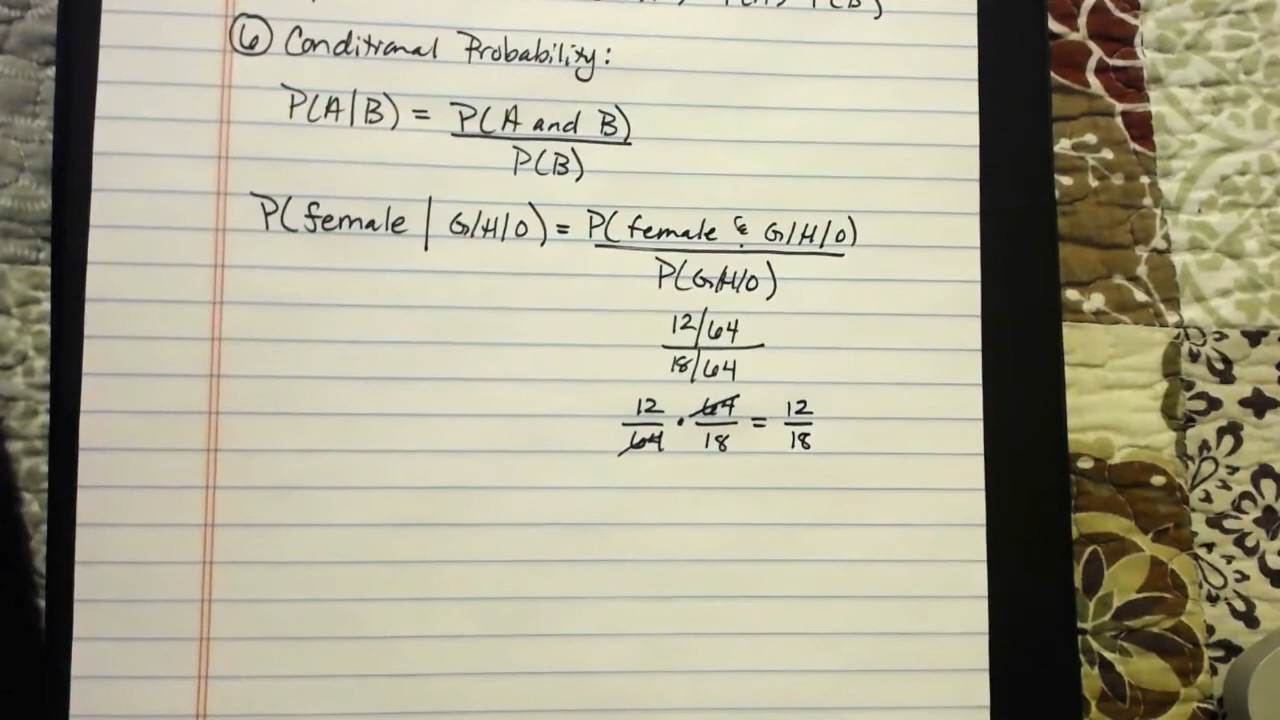 ⑥ Conditional Probability:
P(A|B) = P(A and B)
P(B)
P(female | G/H/O) = P(female & G/H/O)
P(G/H/O)
12/64
18/64
12/64 · 64/18 = 12/18